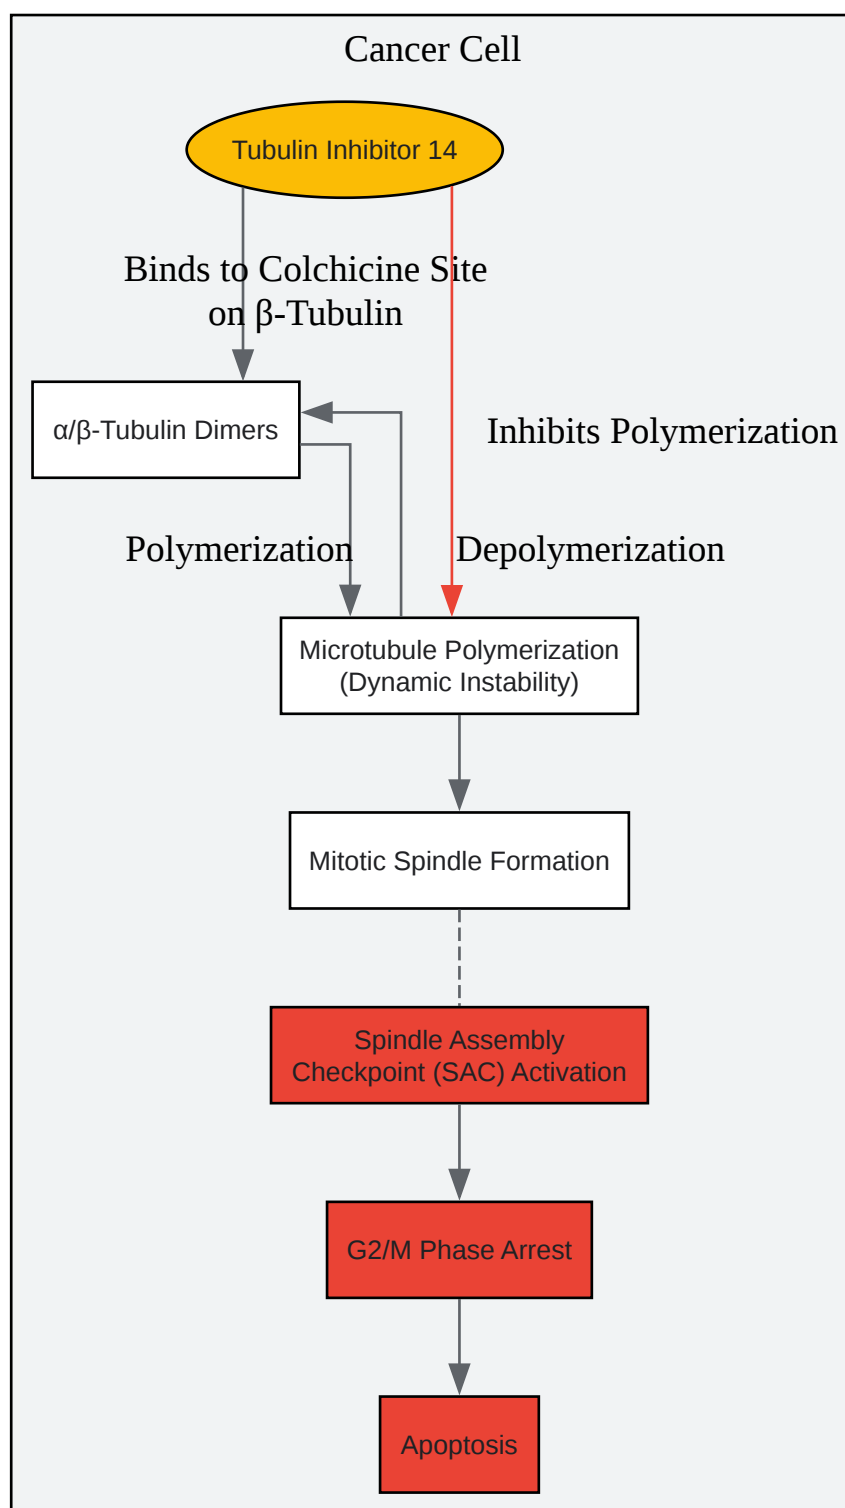 Cancer Cell
Tubulin Inhibitor 14
Binds to Colchicine Site
on β-Tubulin
α/β-Tubulin Dimers
Inhibits Polymerization
Polymerization
Depolymerization
Microtubule Polymerization
(Dynamic Instability)
Mitotic Spindle Formation
Spindle Assembly
Checkpoint (SAC) Activation
G2/M Phase Arrest
Apoptosis